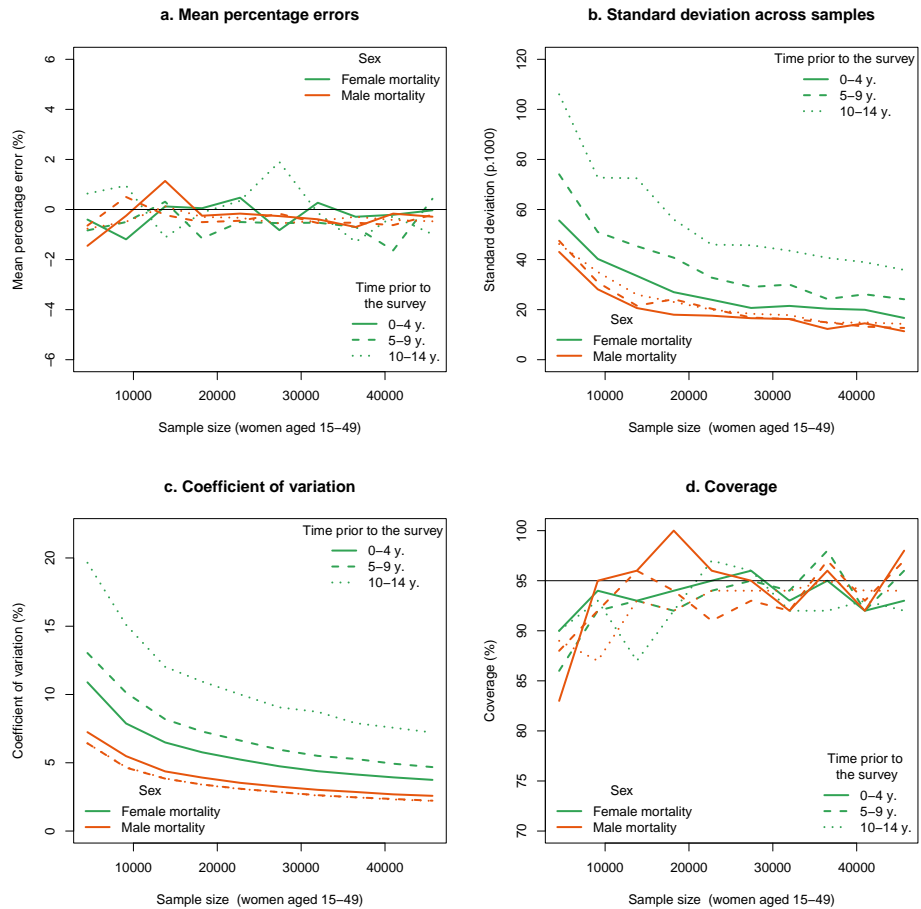 a. Mean percentage errors
6
4
2
0
−2
−4
−6
Mean percentage error (%)
Sex
Female mortality
Male mortality
Time prior to
the survey
0−4 y.
5−9 y.
10−14 y.
10000 20000 30000 40000
Sample size (women aged 15−49)
b. Standard deviation across samples
120
100
80
60
40
20
0
Standard deviation (p.1000)
Time prior to the survey
0−4 y.
5−9 y.
10−14 y.
Sex
Female mortality
Male mortality
10000 20000 30000 40000
Sample size (women aged 15−49)
c. Coefficient of variation
20
15
10
5
0
Coefficient of variation (%)
Time prior to the survey
0−4 y.
5−9 y.
10−14 y.
Sex
Female mortality
Male mortality
10000 20000 30000 40000
Sample size (women aged 15−49)
d. Coverage
100
95
90
85
80
75
70
Coverage (%)
Time prior to
the survey
0−4 y.
5−9 y.
10−14 y.
Sex
Female mortality
Male mortality
10000 20000 30000 40000
Sample size (women aged 15−49)